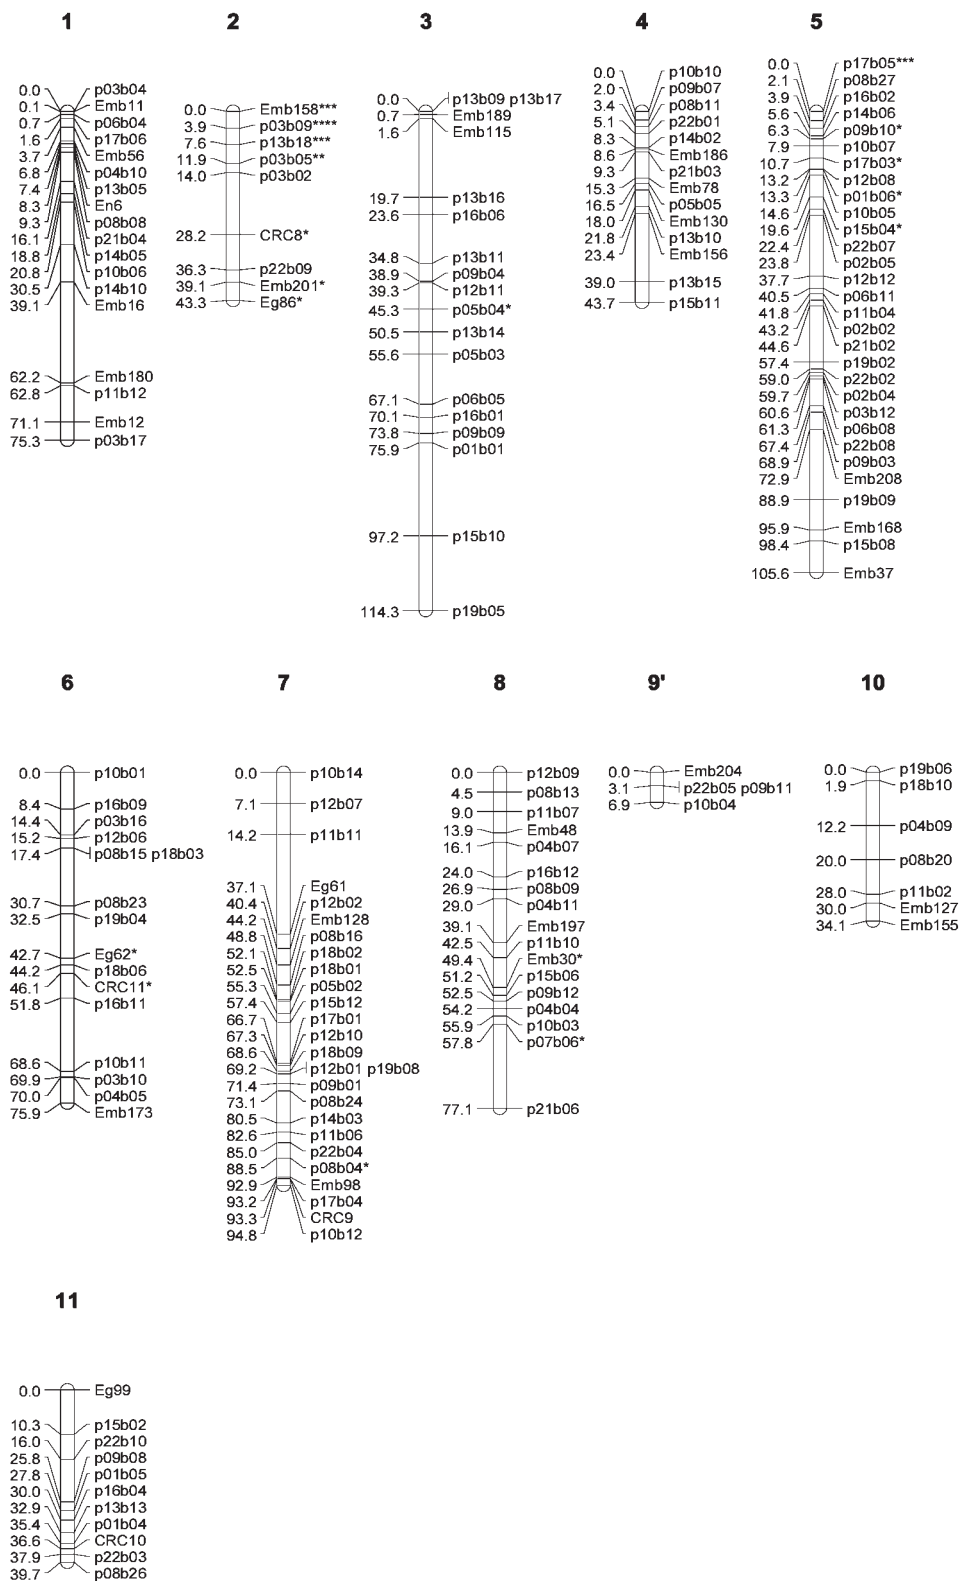 1
0.0 p03b04
0.1 Emb11
0.7 p06b04
1.6 p17b06
3.7 Emb56
6.8 p04b10
7.4 p13b05
8.3 En6
9.3 p08b08
16.1 p21b04
18.8 p14b05
20.8 p10b06
30.5 p14b10
39.1 Emb16
62.2 Emb180
62.8 p11b12
71.1 Emb12
75.3 p03b17
2
0.0 Emb158***
3.9 p03b09****
7.6 p13b18***
11.9 p03b05**
14.0 p03b02
28.2 CRC8*
36.3 p22b09
39.1 Emb201*
43.3 Eg86*
3
0.0 p13b09 p13b17
0.7 Emb189
1.6 Emb115
19.7 p13b16
23.6 p16b06
34.8 p13b11
38.9 p09b04
39.3 p12b11
45.3 p05b04*
50.5 p13b14
55.6 p05b03
67.1 p06b05
70.1 p16b01
73.8 p09b09
75.9 p01b01
97.2 p15b10
114.3 p19b05
4
0.0 p10b10
2.0 p09b07
3.4 p08b11
5.1 p22b01
8.3 p14b02
8.6 Emb186
9.3 p21b03
15.3 Emb78
16.5 p05b05
18.0 Emb130
21.8 p13b10
23.4 Emb156
39.0 p13b15
43.7 p15b11
5
0.0 p17b05***
2.1 p08b27
3.9 p16b02
5.6 p14b06
6.3 p09b10*
7.9 p10b07
10.7 p17b03*
13.2 p12b08
13.3 p01b06*
14.6 p10b05
19.6 p15b04*
22.4 p22b07
23.8 p02b05
37.7 p12b12
40.5 p06b11
41.8 p11b04
43.2 p02b02
44.6 p21b02
57.4 p19b02
59.0 p22b02
59.7 p02b04
60.6 p03b12
61.3 p06b08
67.4 p22b08
68.9 p09b03
72.9 Emb208
88.9 p19b09
95.9 Emb168
98.4 p15b08
105.6 Emb37
6
0.0 p10b01
8.4 p16b09
14.4 p03b16
15.2 p12b06
17.4 p08b15 p18b03
30.7 p08b23
32.5 p19b04
42.7 Eg62*
44.2 p18b06
46.1 CRC11*
51.8 p16b11
68.6 p10b11
69.9 p03b10
70.0 p04b05
75.9 Emb173
7
0.0 p10b14
7.1 p12b07
14.2 p11b11
37.1 Eg61
40.4 p12b02
44.2 Emb128
48.8 p08b16
52.1 p18b02
52.5 p18b01
55.3 p05b02
57.4 p15b12
66.7 p17b01
67.3 p12b10
68.6 p18b09
69.2 p12b01 p19b08
71.4 p09b01
73.1 p08b24
80.5 p14b03
82.6 p11b06
85.0 p22b04
88.5 p08b04*
92.9 Emb98
93.2 p17b04
93.3 CRC9
94.8 p10b12
8
0.0 p12b09
4.5 p08b13
9.0 p11b07
13.9 Emb48
16.1 p04b07
24.0 p16b12
26.9 p08b09
29.0 p04b11
39.1 Emb197
42.5 p11b10
49.4 Emb30*
51.2 p15b06
52.5 p09b12
54.2 p04b04
55.9 p10b03
57.8 p07b06*
77.1 p21b06
9'
0.0 Emb204
3.1 p22b05 p09b11
6.9 p10b04
10
0.0 p19b06
1.9 p18b10
12.2 p04b09
20.0 p08b20
28.0 p11b02
30.0 Emb127
34.1 Emb155
11
0.0 Eg99
10.3 p15b02
16.0 p22b10
25.8 p09b08
27.8 p01b05
30.0 p16b04
32.9 p13b13
35.4 p01b04
36.6 CRC10
37.9 p22b03
39.7 p08b26